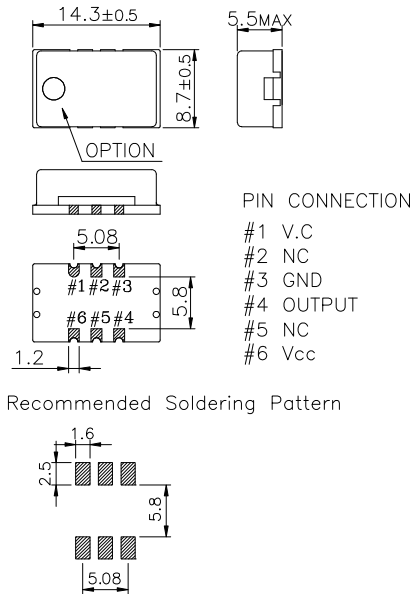 14.3±0.5
5.5MAX
8.7±0.5
OPTION
PIN CONNECTION
#1 V.C
#2 NC
#3 GND
#4 OUTPUT
#5 NC
#6 Vcc
5.08
#1 #2 #3
#6 #5 #4
5.8
1.2
Recommended Soldering Pattern
1.6
2.5
5.8
5.08